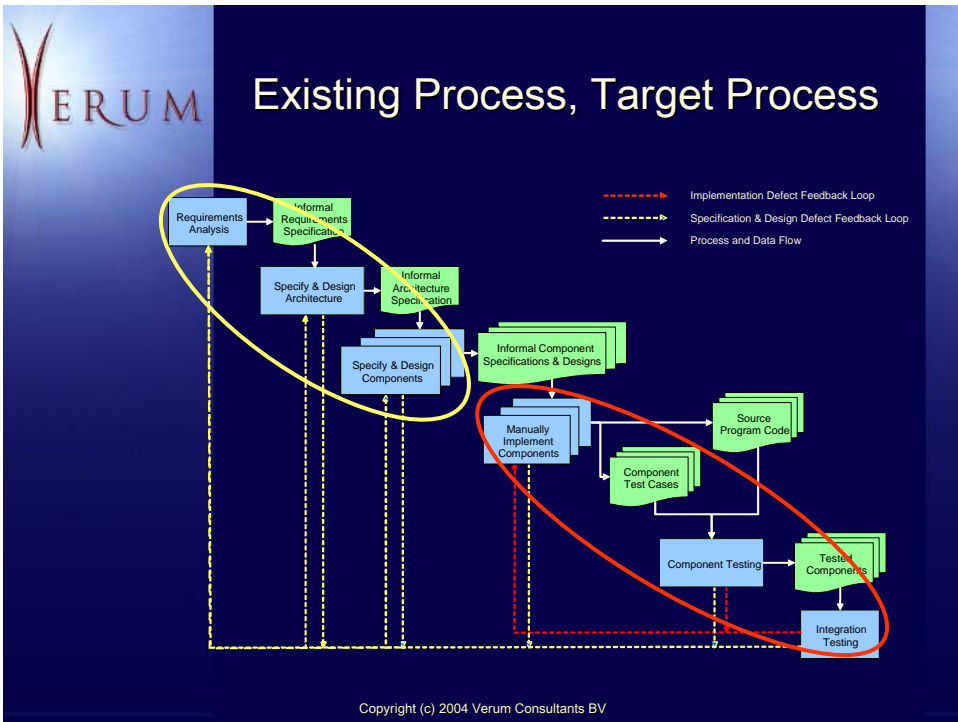 VERUM
Existing Process, Target Process
Implementation Defect Feedback Loop
Specification & Design Defect Feedback Loop
Process and Data Flow
Requirements
Analysis
Informal
Requirements
Specification
Specify & Design
Architecture
Informal
Architecture
Specification
Specify & Design
Components
Informal Component
Specifications & Designs
Manually
Implement
Components
Source
Program Code
Component
Test Cases
Component Testing
Tested
Components
Integration
Testing
Copyright (c) 2004 Verum Consultants BV